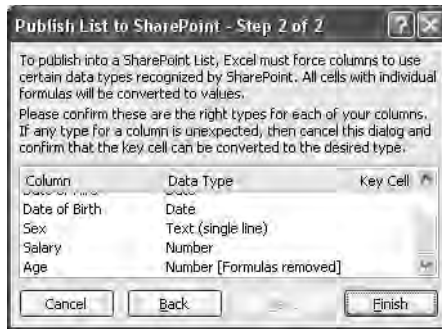 Publish List to SharePoint - Step 2 of 2
To publish into a SharePoint List, Excel must force columns to use
certain data types recognized by SharePoint. All cells with individual
formulas will be converted to values.
Please confirm these are the right types for each of your columns.
If any type for a column is unexpected, then cancel this dialog and
confirm that the key cell can be converted to the desired type.
Column Data Type Key Cell
Date of Birth Date
Sex Text (single line)
Salary Number
Age Number [Formulas removed]
Cancel Back Finish